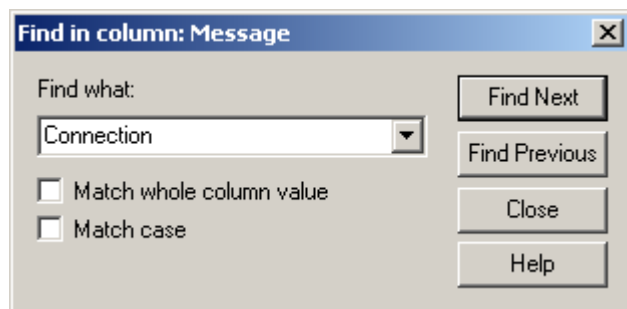 Find in column: Message
Find what:
Connection
Match whole column value
Match case
Find Next
Find Previous
Close
Help